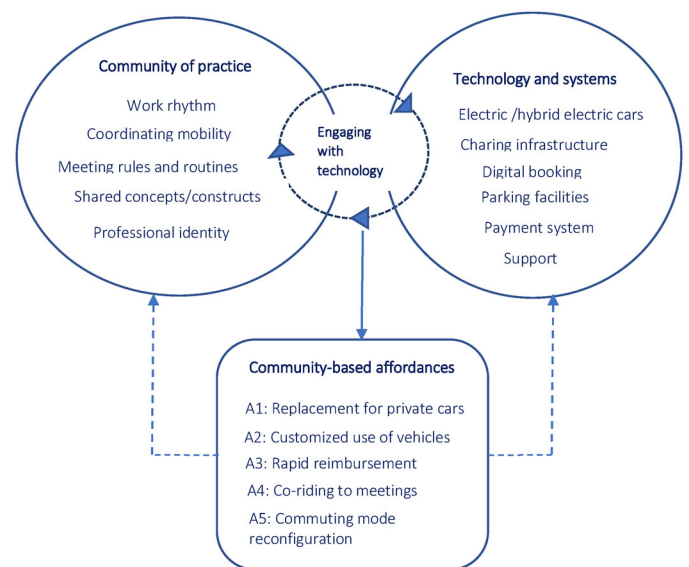 Community of practice
Work rhythm
Coordinating mobility
Meeting rules and routines
Shared concepts/constructs
Professional identity
Engaging
with
technology
Technology and systems
Electric /hybrid electric cars
Charing infrastructure
Digital booking
Parking facilities
Payment system
Support
Community-based affordances
A1: Replacement for private cars
A2: Customized use of vehicles
A3: Rapid reimbursement
A4: Co-riding to meetings
A5: Commuting mode
reconfiguration